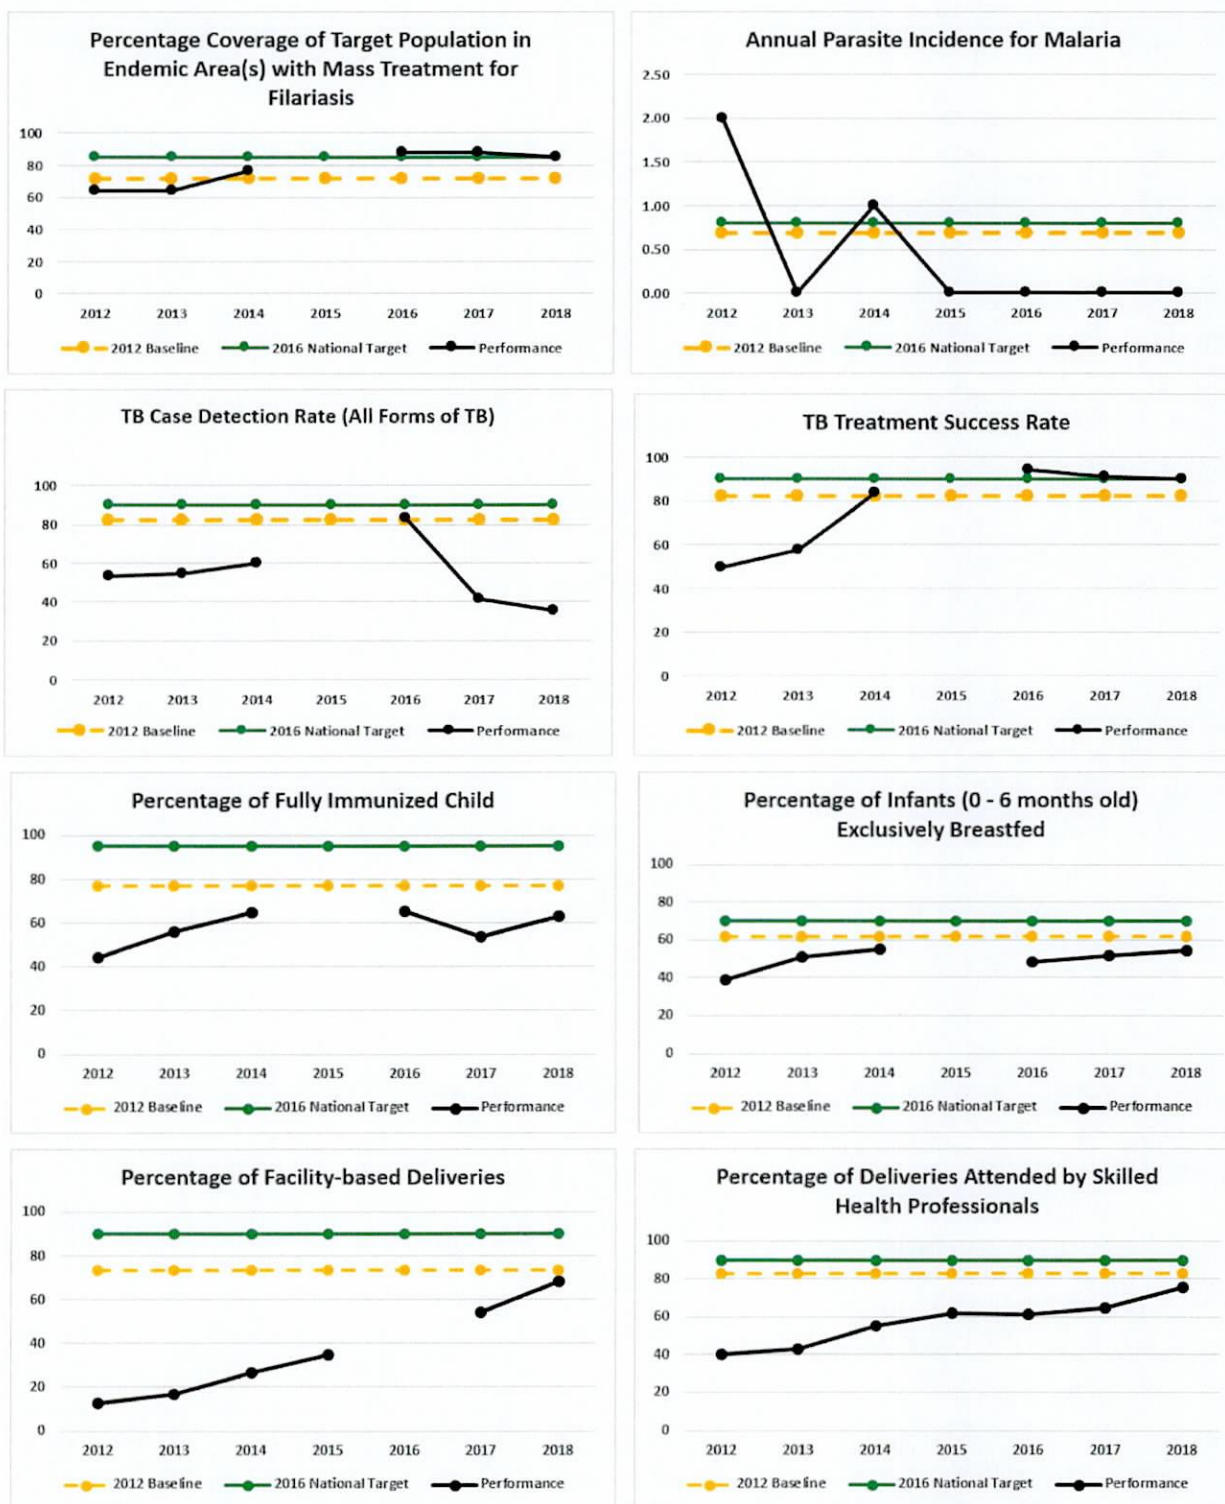 Percentage Coverage of Target Population in
Endemic Area(s) with Mass Treatment for
Filariasis
100
80
60
40
20
0
2012 2013 2014 2015 2016 2017 2018
2012 Baseline 2016 National Target Performance
Annual Parasite Incidence for Malaria
2.50
2.00
1.50
1.00
0.50
0.00
2012 2013 2014 2015 2016 2017 2018
2012 Baseline 2016 National Target Performance
TB Case Detection Rate (All Forms of TB)
100
80
60
40
20
0
2012 2013 2014 2015 2016 2017 2018
2012 Baseline 2016 National Target Performance
TB Treatment Success Rate
100
80
60
40
20
0
2012 2013 2014 2015 2016 2017 2018
2012 Baseline 2016 National Target Performance
Percentage of Fully Immunized Child
100
80
60
40
20
0
2012 2013 2014 2015 2016 2017 2018
2012 Baseline 2016 National Target Performance
Percentage of Infants (0 - 6 months old)
Exclusively Breastfed
100
80
60
40
20
0
2012 2013 2014 2015 2016 2017 2018
2012 Baseline 2016 National Target Performance
Percentage of Facility-based Deliveries
100
80
60
40
20
0
2012 2013 2014 2015 2016 2017 2018
2012 Baseline 2016 National Target Performance
Percentage of Deliveries Attended by Skilled
Health Professionals
100
80
60
40
20
0
2012 2013 2014 2015 2016 2017 2018
2012 Baseline 2016 National Target Performance